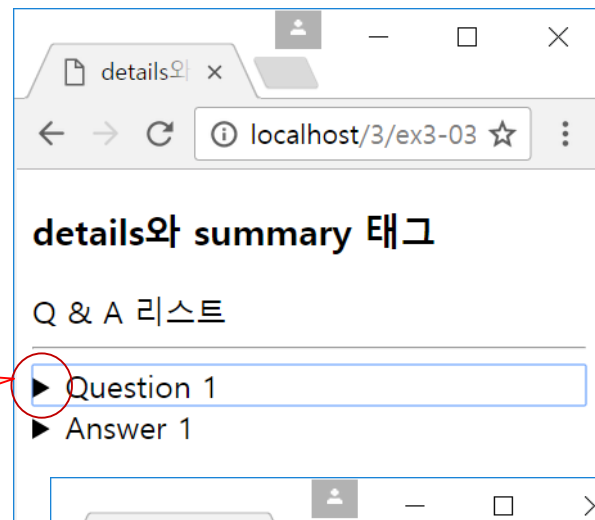 details와
localhost/3/ex3-03
details와 summary 태그
Q & A 리스트
Question 1
Answer 1